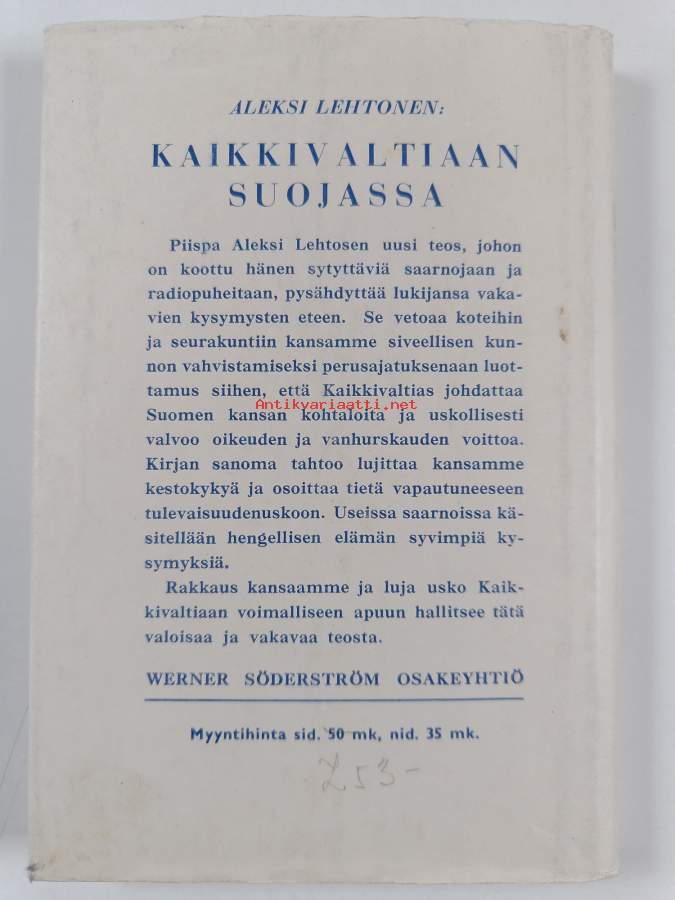 ALEKSI LEHTONEN:
KAIKKIVALTIAAN
SUOJASSA
Piispa Aleksi Lehtosen uusi teos, johon
on koottu hänen sytyttäviä saarnojaan ja
radiopuheitaan, pysähdyttää lukijansa vaka-
vien kysymysten eteen. Se vetoaa koteihin
ja seurakuntiin kansamme siveellisen kun-
non vahvistamiseksi perusajatuksenaan luot-
tamus siihen, että Kaikkivaltias johdattaa
Antikyariaatti.net
Suomen kansan kohtaloita ja uskollisesti
valvoo oikeuden ja vanhurskauden voittoa.
Kirjan sanoma tahtoo lujittaa kansamme
kestokykyä ja osoittaa tietä vapautuneeseen
tulevaisuudenuskoon. Useissa saarnoissa kä-
sitellään hengellisen elämän syvimpiä ky-
symyksiä.
Rakkaus kansaamme ja luja usko Kaik-
kivaltiaan voimalliseen apuun hallitsee tätä
valoisaa ja vakavaa teosta.
WERNER SÖDERSTRÖM OSAKEYHTIÖ
Myyntihinta sid. 50 mk, nid. 35 mk.